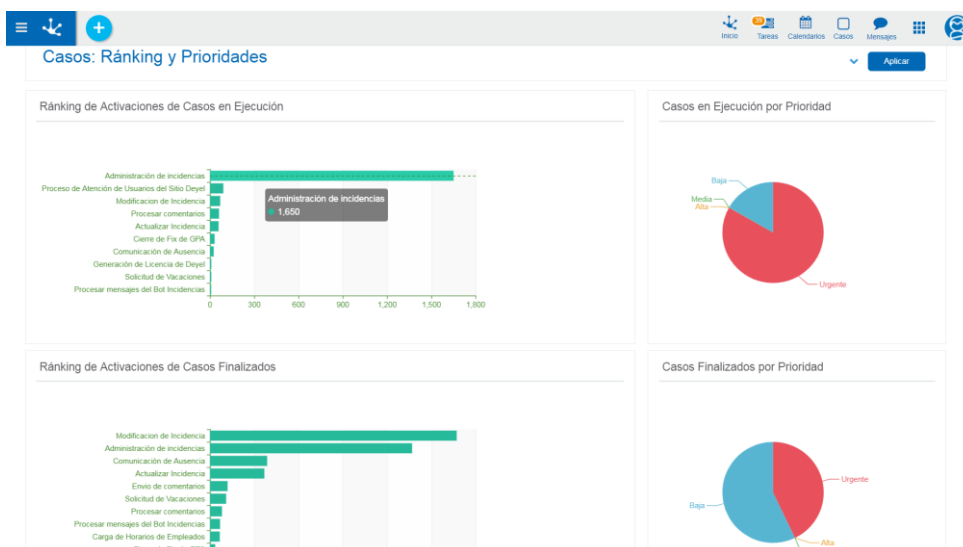 Inicio
30
Tareas
Calendarios
Casos
Mensajes
Casos: Ránking y Prioridades
Aplicar
Ránking de Activaciones de Casos en Ejecución
Administración de incidencias
Proceso de Atención de Usuarios del Sitio Deyel
Modificacion de Incidencia
Procesar comentarios
Actualizar Incidencia
Cierre de Fix de GPA
Comunicación de Ausencia
Generación de Licencia de Deyel
Solicitud de Vacaciones
Procesar mensajes del Bot Incidencias
Administración de incidencias
1,650
0 300 600 900 1,200 1,500 1,800
Casos en Ejecución por Prioridad
Baja
Media
Alta
Urgente
Ránking de Activaciones de Casos Finalizados
Modificacion de Incidencia
Administración de incidencias
Comunicación de Ausencia
Actualizar Incidencia
Envio de comentarios
Solicitud de Vacaciones
Procesar comentarios
Procesar mensajes del Bot Incidencias
Carga de Horarios de Empleados
Casos Finalizados por Prioridad
Urgente
Baja
Alta